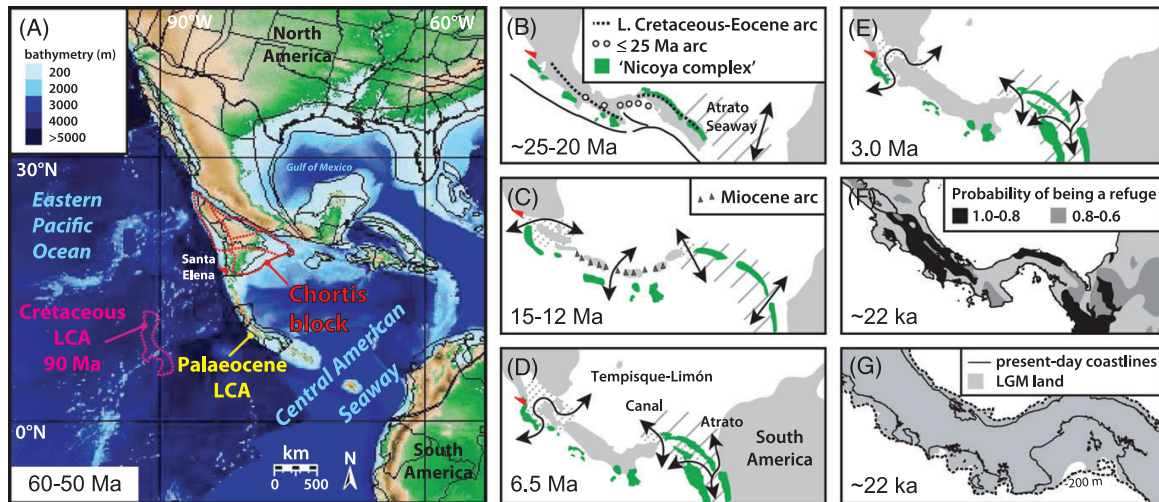 (A)
90°W
60°W
bathymetry (m)
200
2000
3000
4000
>5000
North
America
30°N
Gulf of Mexico
Eastern
Pacific
Ocean
Santa
Elena
Chortis
block
Cretaceous
LCA
90 Ma
Palaeocene
LCA
Central American
Seaway
0°N
km
0 500
N
South
America
60-50 Ma
(B)
L. Cretaceous-Eocene arc
≤ 25 Ma arc
'Nicoya complex'
Atrato
Seaway
~25-20 Ma
(C)
Miocene arc
15-12 Ma
(D)
Tempisque-Limón
Canal
Atrato
South
America
6.5 Ma
(E)
3.0 Ma
(F)
Probability of being a refuge
1.0–0.8
0.8–0.6
~22 ka
(G)
present-day coastlines
LGM land
~22 ka
-200 m